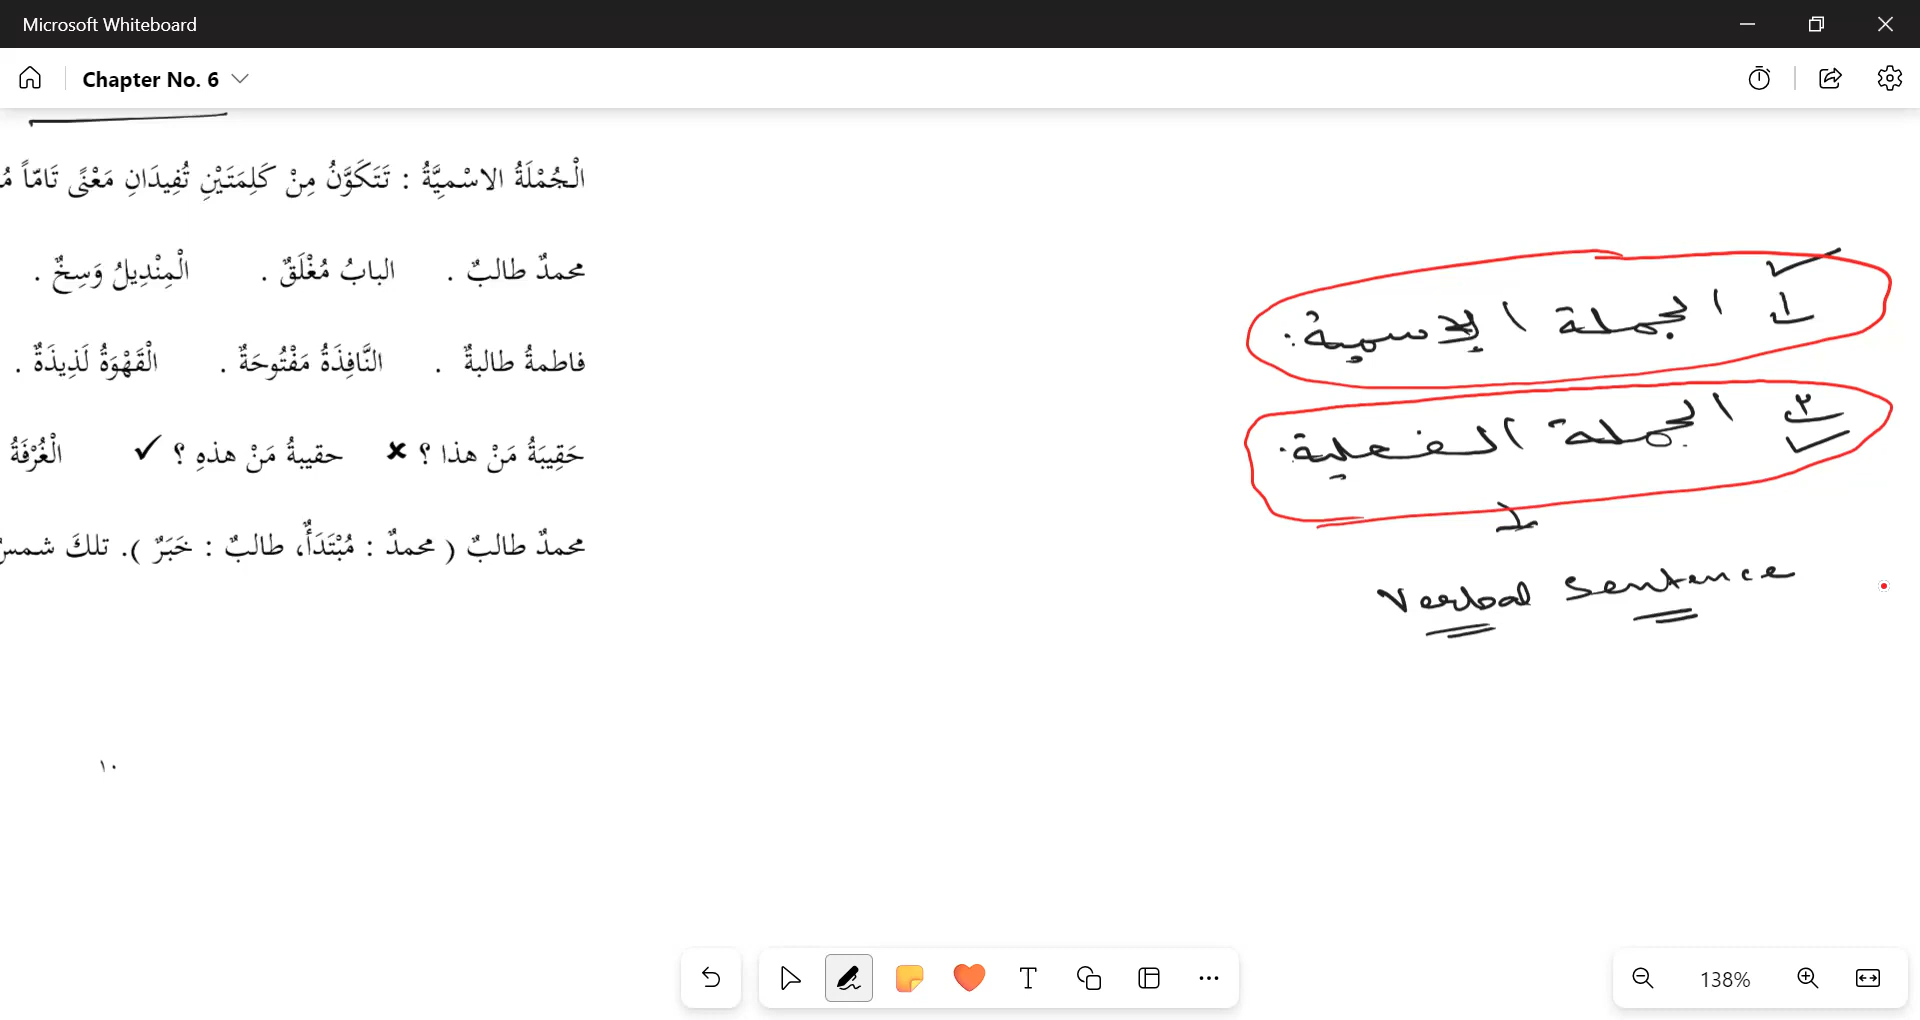 Microsoft Whiteboard
Chapter No. 6
الْجُمْلَةُ الاسْمِيَّةُ : تَتَكَوَّنُ مِنْ كَلِمَتَيْنِ تُفِيدَانِ مَعْنًى تَامّاً
محمدٌ طالبٌ . البابُ مُغْلَقٌ . الْمِنْدِيلُ وَسِخٌ .
فاطمةُ طالبةٌ . النَّافِذَةُ مَفْتُوحَةٌ . الْقَهْوَةُ لَذِيذَةٌ .
حَقِيبَةُ مَنْ هذا ؟ ✖ حقيبةُ مَنْ هذهِ ؟ ✓ الْغُرْفَةُ
محمدٌ طالبٌ ( محمدٌ : مُبْتَدَأٌ، طالبٌ : خَبَرٌ ). تلكَ شمسٌ
١٠
١ الجملة الإسمية:
٢ الجملة الفعلية:
Verbal Sentence
138%